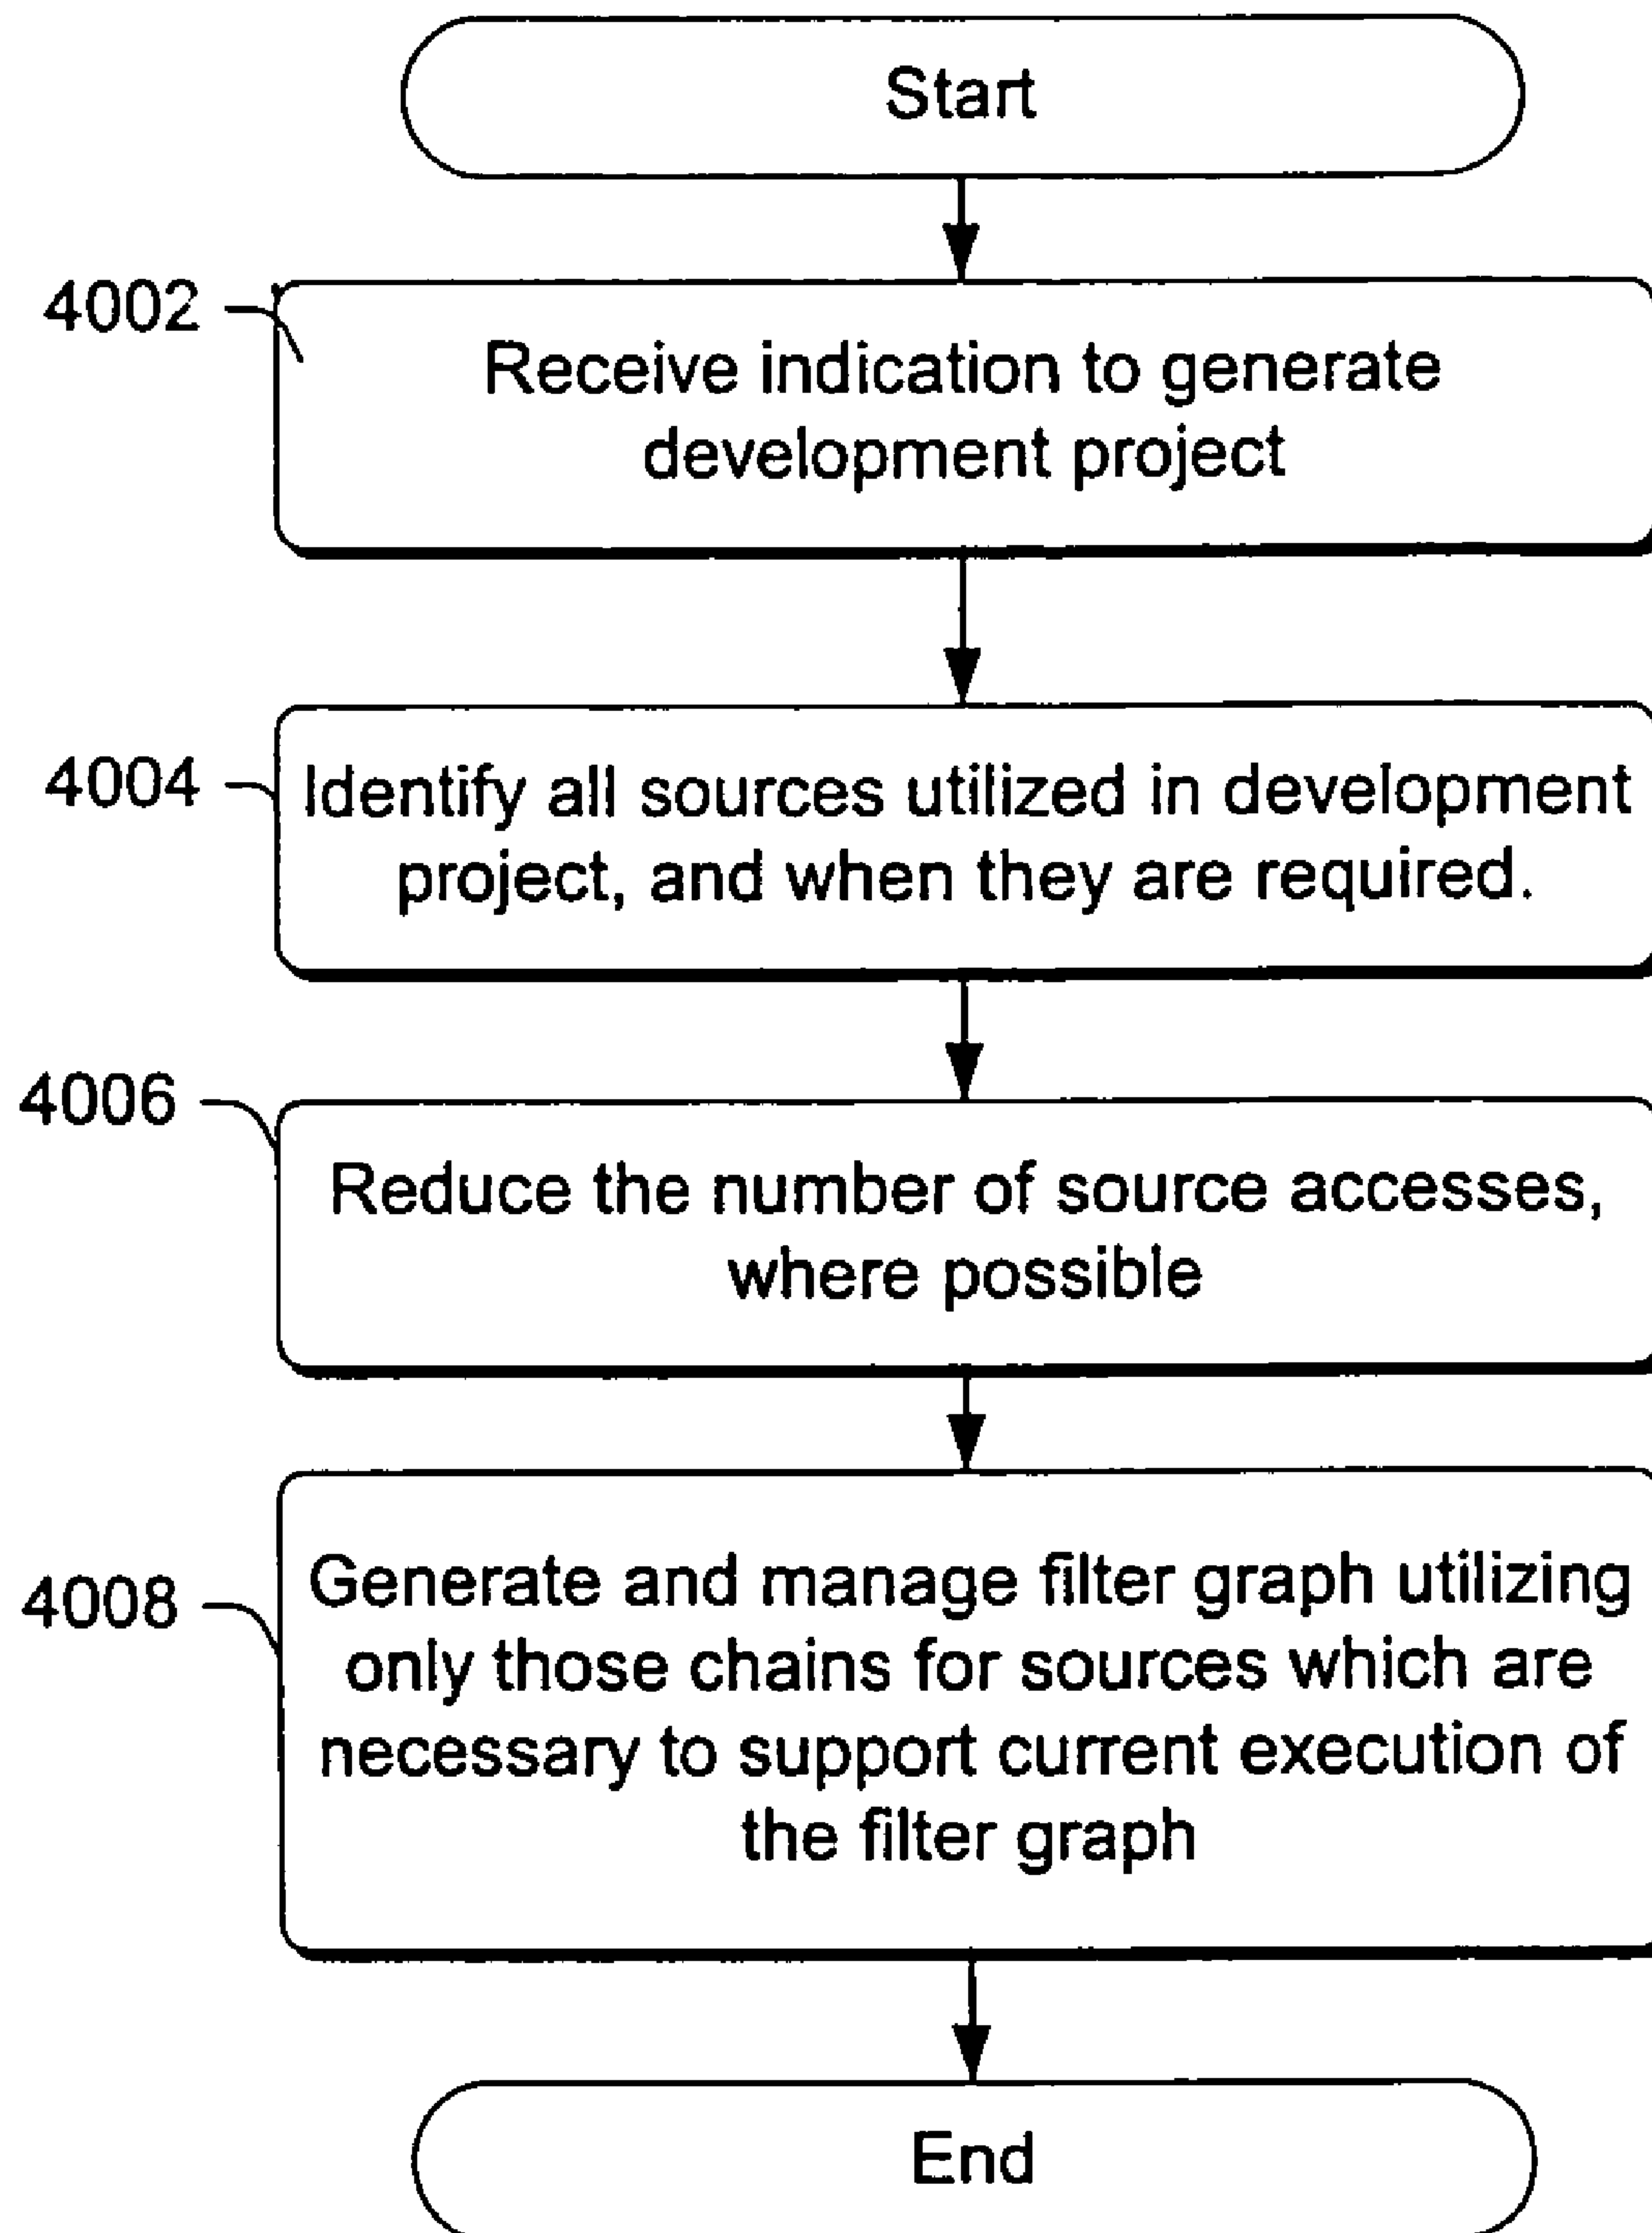 Start
4002
Receive indication to generate
development project
4004
Identify all sources utilized in development
project, and when they are required.
4006
Reduce the number of source accesses,
where possible
4008
Generate and manage filter graph utilizing
only those chains for sources which are
necessary to support current execution of
the filter graph
End